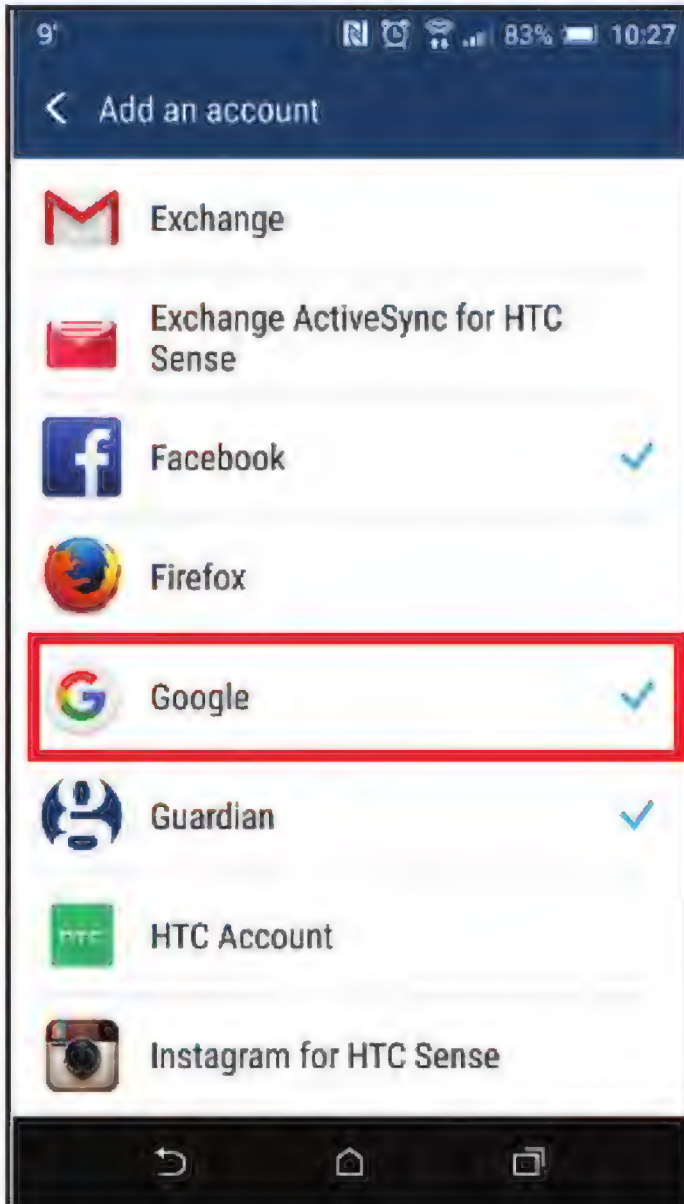 9° 83% 10:27
Add an account
Exchange
Exchange ActiveSync for HTC
Sense
Facebook
Firefox
Google
Guardian
hTC HTC Account
Instagram for HTC Sense